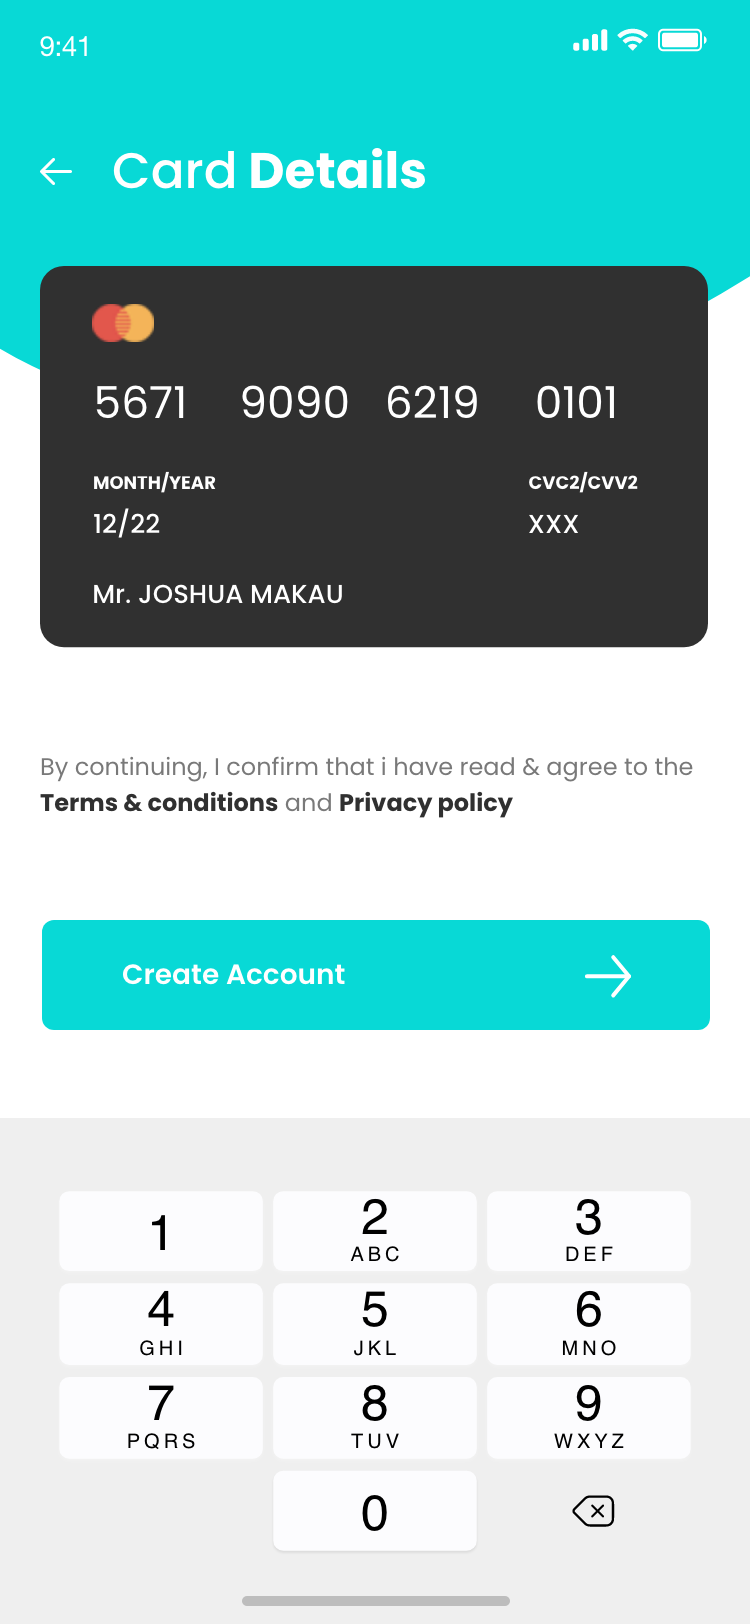 9:41
Card Details
5671 9090 6219 0101
MONTH/YEAR CVC2/CVV2
12/22 XXX
Mr. JOSHUA MAKAU
By continuing, I confirm that i have read & agree to the
Terms & conditions and Privacy policy
Create Account
1 2 3
ABC DEF
4 5 6
GHI JKL MNO
7 8 9
PQRS TUV WXYZ
0